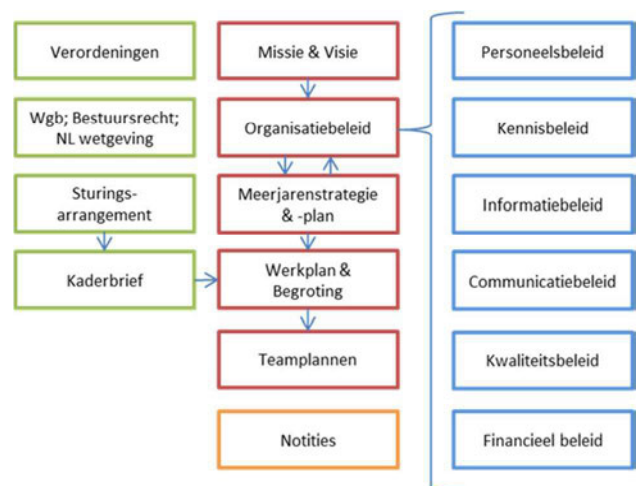 Verordeningen
Missie & Visie
Personeelsbeleid
Wgb; Bestuursrecht;
NL wetgeving
Organisatiebeleid
Kennisbeleid
Sturings-
arrangement
Meerjarenstrategie
& -plan
Informatiebeleid
Kaderbrief
Werkplan &
Begroting
Communicatiebeleid
Teamplannen
Kwaliteitsbeleid
Notities
Financieel beleid